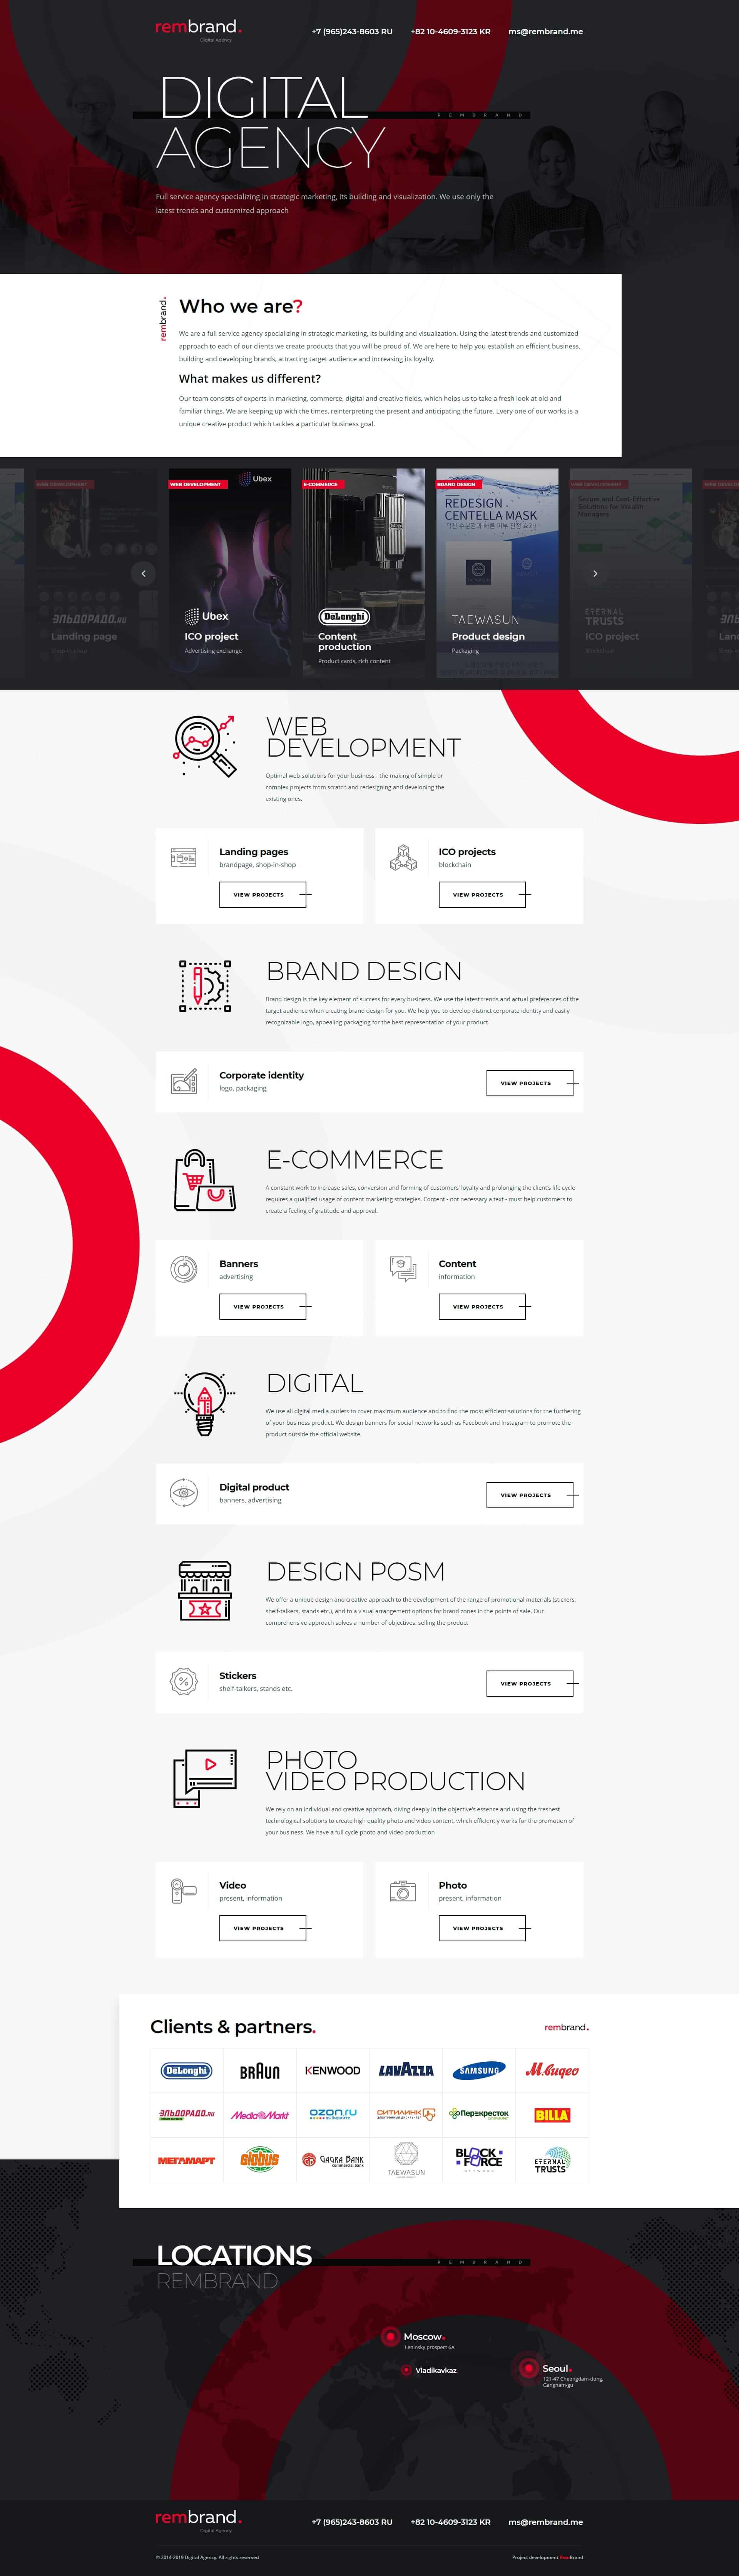 rembrand.
Digital Agency
+7 (965)243-8603 RU
+82 10-4609-3123 KR
ms@rembrand.me
DIGITAL
REMBRAND
AGENCY
Full service agency specializing in strategic marketing, its building and visualization. We use only the
latest trends and customized approach
rembrand.
Who we are?
We are a full service agency specializing in strategic marketing, its building and visualization. Using the latest trends and customized
approach to each of our clients we create products that you will be proud of. We are here to help you establish an efficient business,
building and developing brands, attracting target audience and increasing its loyalty.
What makes us different?
Our team consists of experts in marketing, commerce, digital and creative fields, which helps us to take a fresh look at old and
familiar things. We are keeping up with the times, reinterpreting the present and anticipating the future. Every one of our works is a
unique creative product which tackles a particular business goal.
WEB DEVELOPMENT
ЭЛЬДОРАДО.RU
Landing page
WEB DEVELOPMENT
Ubex
Ubex
ICO project
Advertising exchange
E-COMMERCE
DeLonghi
Content
production
Product cards, rich content
BRAND DESIGN
REDESIGN
CENTELLA MASK
TAEWASUN
Product design
Packaging
WEB DEVELOPMENT
Secure and Cost-Effective
Solutions for Wealth
Managers
ETERNAL
TRUSTS
ICO project
Blockchain
WEB
DEVELOPMENT
Optimal web-solutions for your business - the making of simple or
complex projects from scratch and redesigning and developing the
existing ones.
Landing pages
brandpage, shop-in-shop
VIEW PROJECTS
ICO projects
blockchain
VIEW PROJECTS
BRAND DESIGN
Brand design is the key element of success for every business. We use the latest trends and actual preferences of the
target audience when creating brand design for you. We help you to develop distinct corporate identity and easily
recognizable logo, appealing packaging for the best representation of your product.
Corporate identity
logo, packaging
VIEW PROJECTS
E-COMMERCE
A constant work to increase sales, conversion and forming of customers' loyalty and prolonging the client's life cycle
requires a qualified usage of content marketing strategies. Content - not necessary a text - must help customers to
create a feeling of gratitude and approval.
Banners
advertising
VIEW PROJECTS
Content
information
VIEW PROJECTS
DIGITAL
We use all digital media outlets to cover maximum audience and to find the most efficient solutions for the furthering
of your business product. We design banners for social networks such as Facebook and Instagram to promote the
product outside the official website.
Digital product
banners, advertising
VIEW PROJECTS
DESIGN POSM
We offer a unique design and creative approach to the development of the range of promotional materials (stickers,
shelf-talkers, stands etc.), and to a visual arrangement options for brand zones in the points of sale. Our
comprehensive approach solves a number of objectives: selling the product
Stickers
shelf-talkers, stands etc.
VIEW PROJECTS
PHOTO
VIDEO PRODUCTION
We rely on an individual and creative approach, diving deeply in the objective's essence and using the freshest
technological solutions to create high quality photo and video-content, which efficiently works for the promotion of
your business. We have a full cycle photo and video production
Video
present, information
VIEW PROJECTS
Photo
present, information
VIEW PROJECTS
Clients & partners.
rembrand.
DeLonghi
BRAUN
KENWOOD
LAVAZZA
SAMSUNG
М.видео
ЭЛЬДОРАДО.RU
Media Markt
OZON.RU
СИТИЛИНК
Перекресток
BILLA
МЕГАМАРТ
globus
GAGRA BANK
commercial bank
TAEWASUN
BLOCK
FORCE
NETWORK
ETERNAL
TRUSTS
LOCATIONS
REMBRAND
REMBRAND
Moscow.
Leninsky prospect 6A
Vladikavkaz
Seoul.
121-47 Cheongdam-dong,
Gangnam-gu
rembrand.
Digital Agency
+7 (965)243-8603 RU
+82 10-4609-3123 KR
ms@rembrand.me
© 2014-2019 Digital Agency. All rights reserved
Project development RemBrand